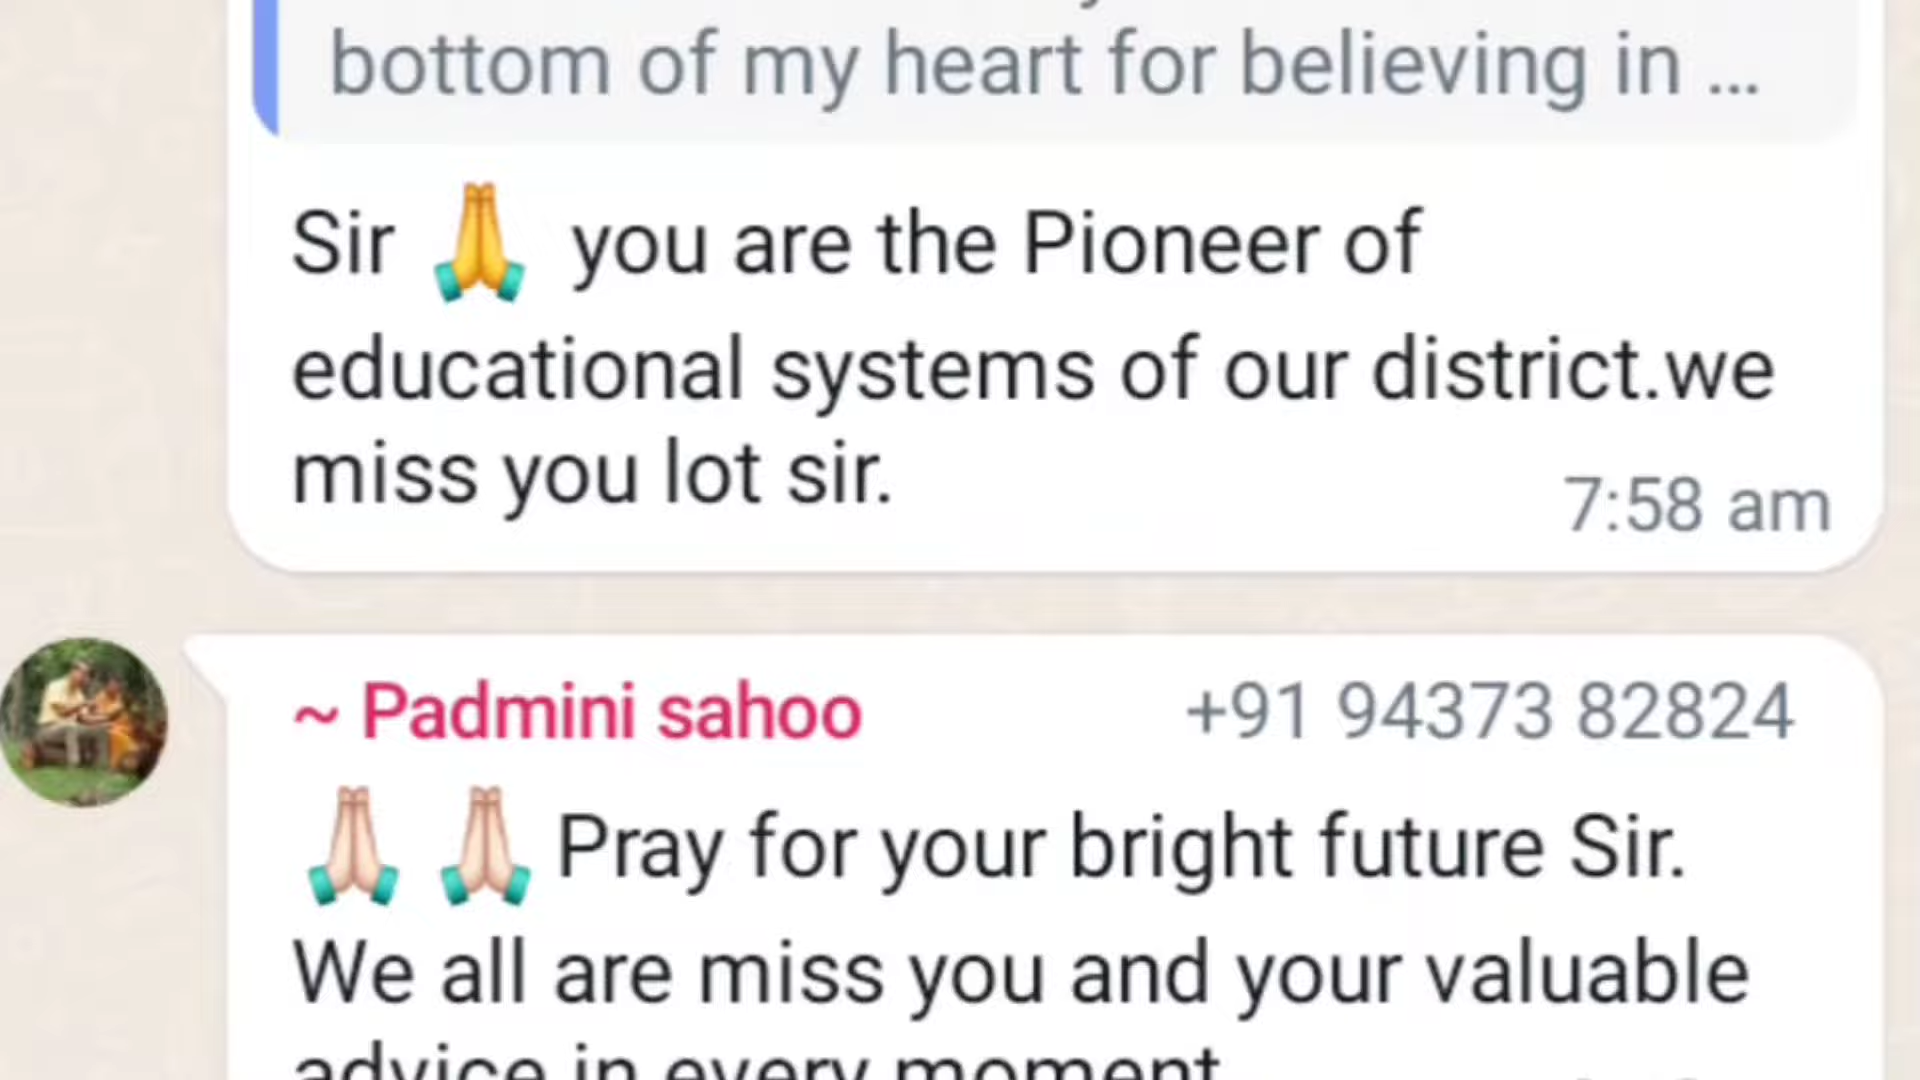 bottom of my heart for believing in ...
Sir 🙏 you are the Pioneer of
educational systems of our district.we
miss you lot sir.
7:58 am
~ Padmini sahoo +91 94373 82824
🙏🏻 🙏🏻 Pray for your bright future Sir.
We all are miss you and your valuable
advice in every moment